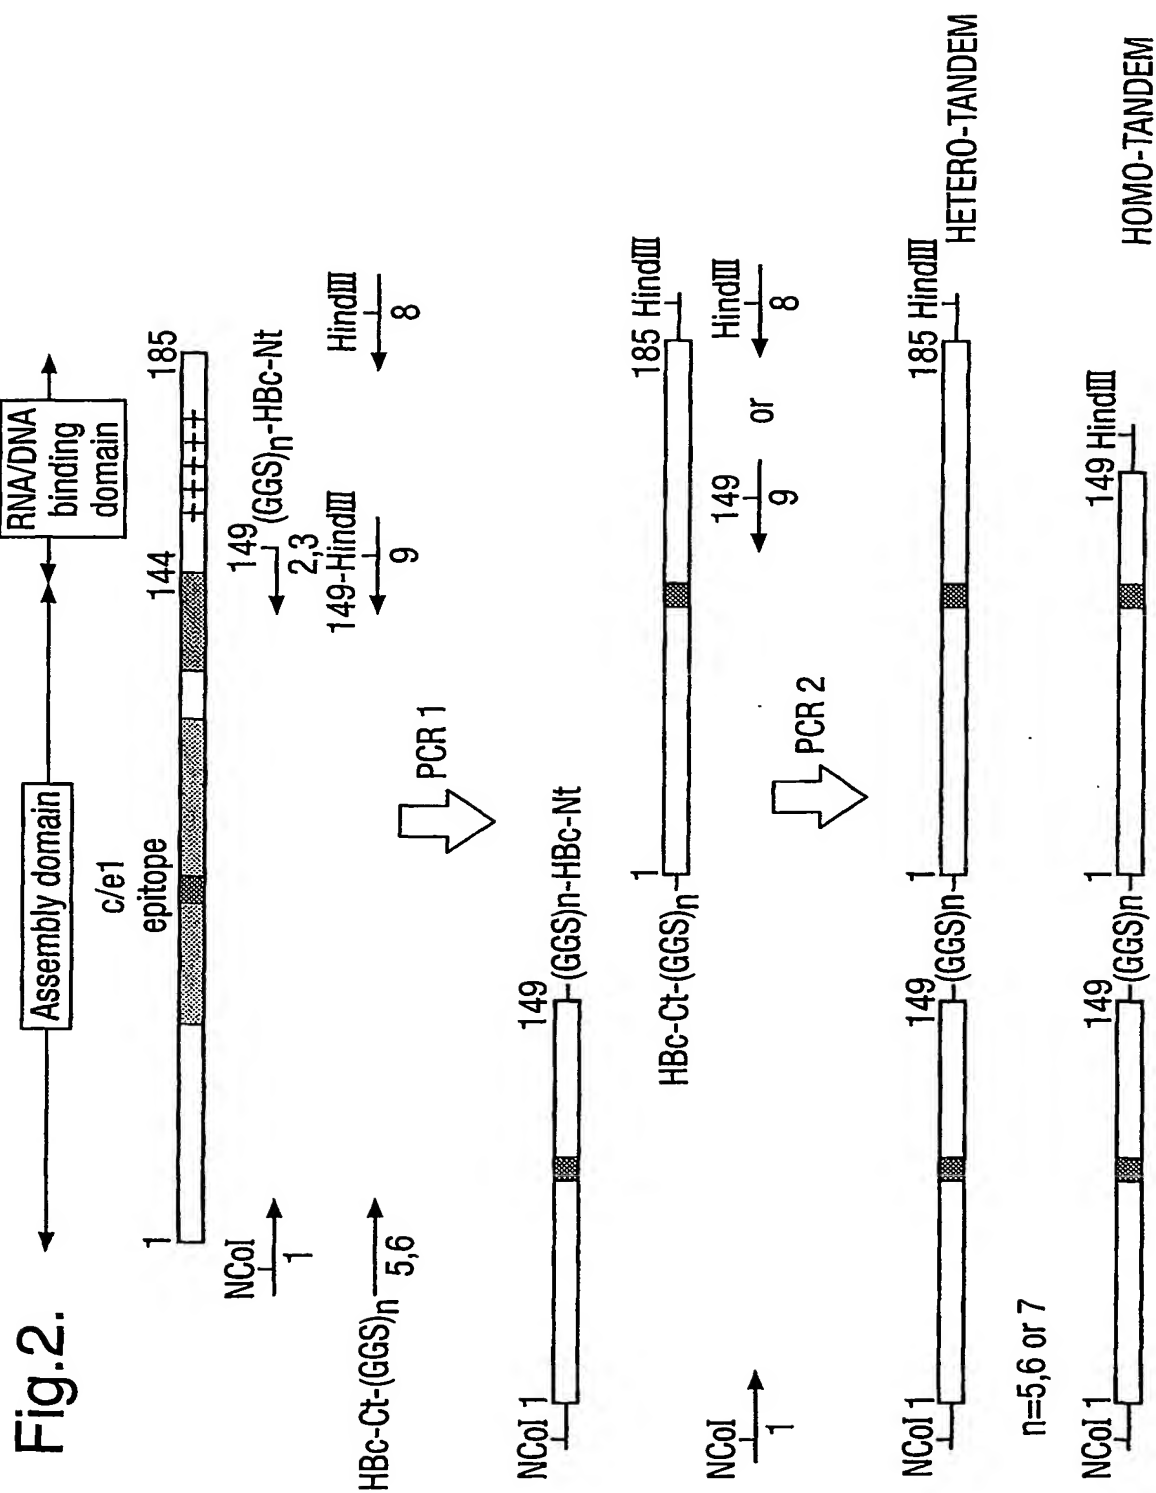 Fig.2.
Assembly domain
RNA/DNA
binding
domain
c/e1
epitope
1
144
185
NCoI
1
149
(GGS)n-HBc-Nt
2,3
HBc-Ct-(GGS)n
5,6
149-HindIII
9
HindIII
8
PCR 1
NCoI 1
149
(GGS)n-HBc-Nt
HBc-Ct-(GGS)n
1
185 HindIII
NCoI
1
149
9
or
HindIII
8
PCR 2
NCoI 1
149
(GGS)n
1
185 HindIII
HETERO-TANDEM
n=5,6 or 7
NCoI 1
149
(GGS)n
1
149 HindIII
HOMO-TANDEM